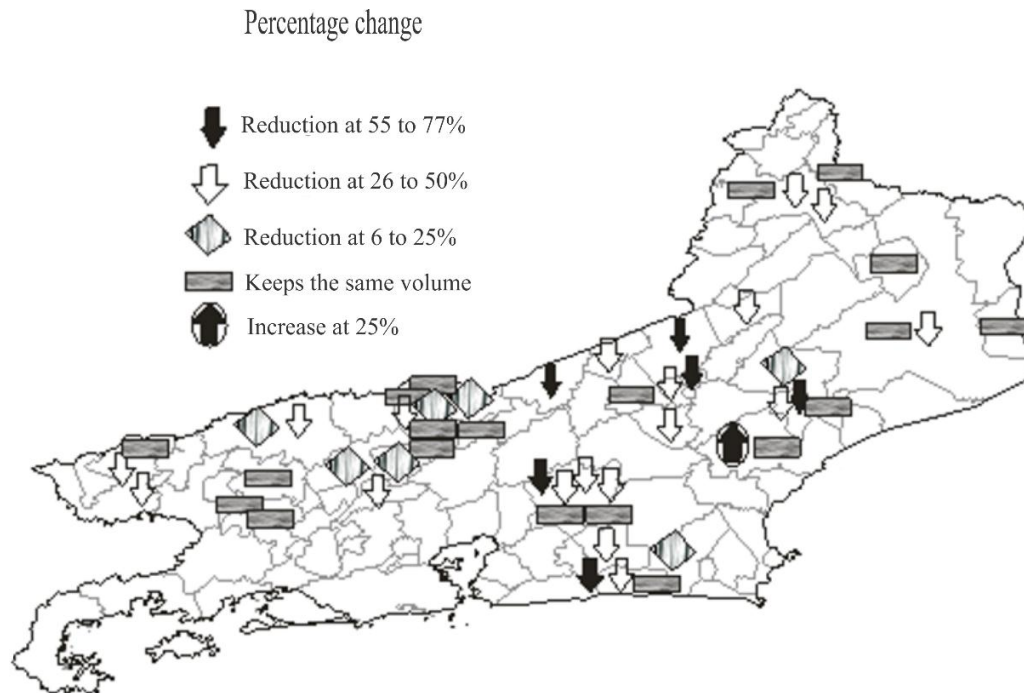 Percentage change
Reduction at 55 to 77%
Reduction at 26 to 50%
Reduction at 6 to 25%
Keeps the same volume
Increase at 25%